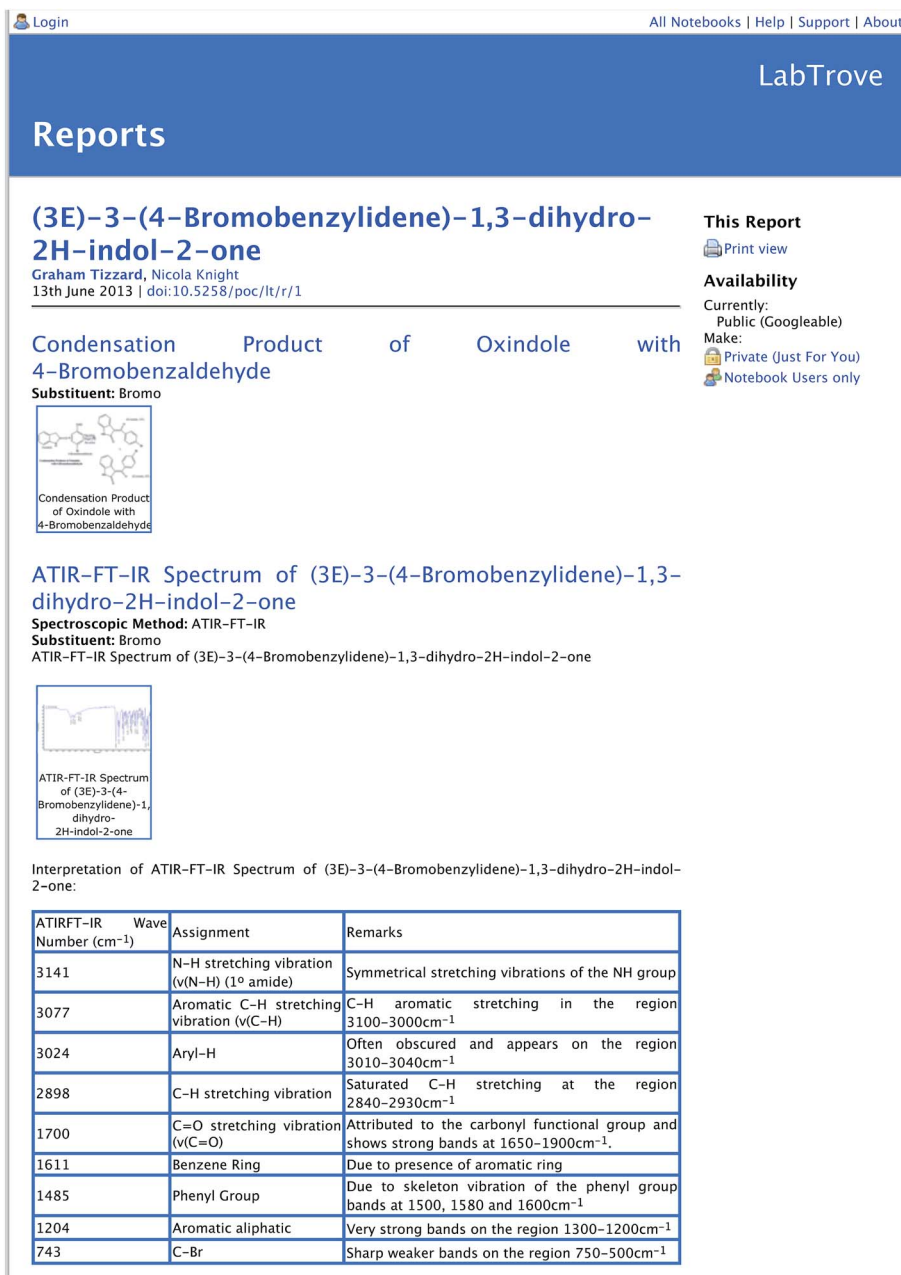 Login
All Notebooks | Help | Support | About
LabTrove
Reports
(3E)-3-(4-Bromobenzylidene)-1,3-dihydro-
2H-indol-2-one
Graham Tizzard, Nicola Knight
13th June 2013 | doi:10.5258/poc/lt/r/1
This Report
Print view
Availability
Currently:
Public (Googleable)
Make:
Private (Just For You)
Notebook Users only
Condensation Product of Oxindole with
4-Bromobenzaldehyde
Substituent: Bromo
Condensation Product
of Oxindole with
4-Bromobenzaldehyde
ATIR-FT-IR Spectrum of (3E)-3-(4-Bromobenzylidene)-1,3-
dihydro-2H-indol-2-one
Spectroscopic Method: ATIR-FT-IR
Substituent: Bromo
ATIR-FT-IR Spectrum of (3E)-3-(4-Bromobenzylidene)-1,3-dihydro-2H-indol-2-one
ATIR-FT-IR Spectrum
of (3E)-3-(4-
Bromobenzylidene)-1,
dihydro-
2H-indol-2-one
Interpretation of ATIR-FT-IR Spectrum of (3E)-3-(4-Bromobenzylidene)-1,3-dihydro-2H-indol-
2-one:
ATIRFT-IR Wave
Number (cm⁻¹)
Assignment
Remarks
3141
N-H stretching vibration
(ν(N-H) (1º amide)
Symmetrical stretching vibrations of the NH group
3077
Aromatic C-H stretching
vibration (ν(C-H)
C-H aromatic stretching in the region
3100-3000cm⁻¹
3024
Aryl-H
Often obscured and appears on the region
3010-3040cm⁻¹
2898
C-H stretching vibration
Saturated C-H stretching at the region
2840-2930cm⁻¹
1700
C=O stretching vibration
(ν(C=O)
Attributed to the carbonyl functional group and
shows strong bands at 1650-1900cm⁻¹.
1611
Benzene Ring
Due to presence of aromatic ring
1485
Phenyl Group
Due to skeleton vibration of the phenyl group
bands at 1500, 1580 and 1600cm⁻¹
1204
Aromatic aliphatic
Very strong bands on the region 1300-1200cm⁻¹
743
C-Br
Sharp weaker bands on the region 750-500cm⁻¹